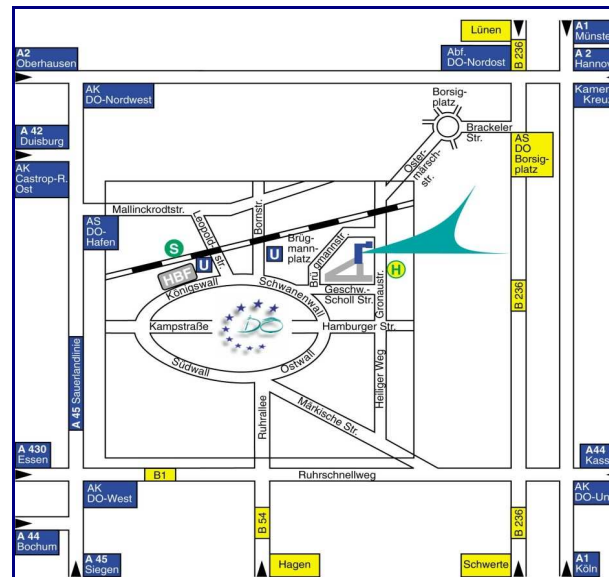 Lünen
B 236
A1
Münste
A2
Oberhausen
Abf.
DO-Nordost
A 2
Hannov
AK
DO-Nordwest
Borsig-
platz
Kamen
Kreuz
A 42
Duisburg
Brackeler
Str.
AS
DO
Borsig-
platz
AK
Castrop-R.
Ost
Oster-
märsch-
str.
Mallinckrodtstr.
Leopold-
str.
Bornstr.
AS
DO-
Hafen
S
U
HBF
U
Brüg-
mann-
platz
Brügmannstr.
H
Königswall
Schwanenwall
Geschw.-
Scholl Str.
Gronaustr.
B 236
Kampstraße
DO
Hamburger Str.
Südwall
Ostwall
Heiliger Weg
A 45 Sauerlandlinie
Ruhrallee
Märkische Str.
A 430
Essen
A44
Kass
B1
Ruhrschnellweg
AK
DO-West
AK
DO-Un
B 54
B 236
A 44
Bochum
A 45
Siegen
Hagen
Schwerte
A1
Köln